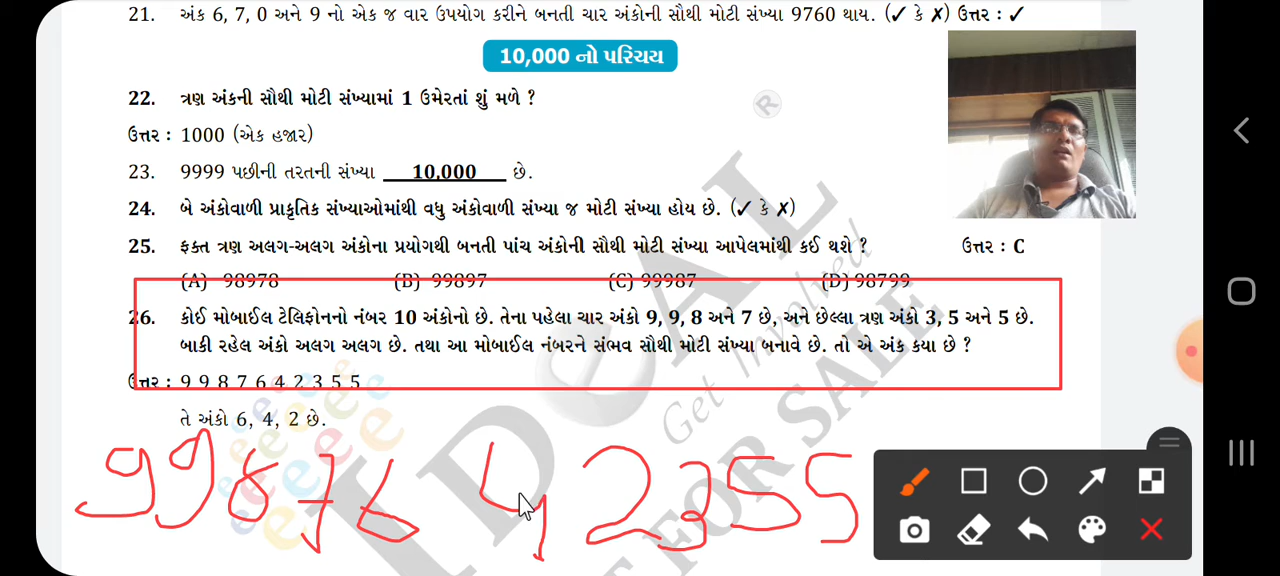 21. અંક 6, 7, 0 અને 9 નો એક જ વાર ઉપયોગ કરીને બનતી ચાર અંકોની સૌથી મોટી સંખ્યા 9760 થાય. (✓ કે ✗) ઉત્તર : ✓
10,000 નો પરિચય
22. ત્રણ અંકની સૌથી મોટી સંખ્યામાં 1 ઉમેરતાં શું મળે ?
ઉત્તર : 1000 (એક હજાર)
23. 9999 પછીની તરતની સંખ્યા 10,000 છે.
24. બે અંકોવાળી પ્રાકૃતિક સંખ્યાઓમાંથી વધુ અંકોવાળી સંખ્યા જ મોટી સંખ્યા હોય છે. (✓ કે ✗)
25. ફક્ત ત્રણ અલગ-અલગ અંકોના પ્રયોગથી બનતી પાંચ અંકોની સૌથી મોટી સંખ્યા આપેલમાંથી કઈ થશે ? ઉત્તર : C
(A) 98978 (B) 99897 (C) 99987 (D) 98799
26. કોઈ મોબાઈલ ટેલિફોનનો નંબર 10 અંકોનો છે. તેના પહેલા ચાર અંકો 9, 9, 8 અને 7 છે, અને છેલ્લા ત્રણ અંકો 3, 5 અને 5 છે.
બાકી રહેલ અંકો અલગ અલગ છે. તથા આ મોબાઈલ નંબરને સંભવ સૌથી મોટી સંખ્યા બનાવે છે. તો એ અંક કયા છે ?
ઉત્તર : 9 9 8 7 6 4 2 3 5 5
તે અંકો 6, 4, 2 છે.
9987642355
IDeAL
Get Involved
FOR SALE
®